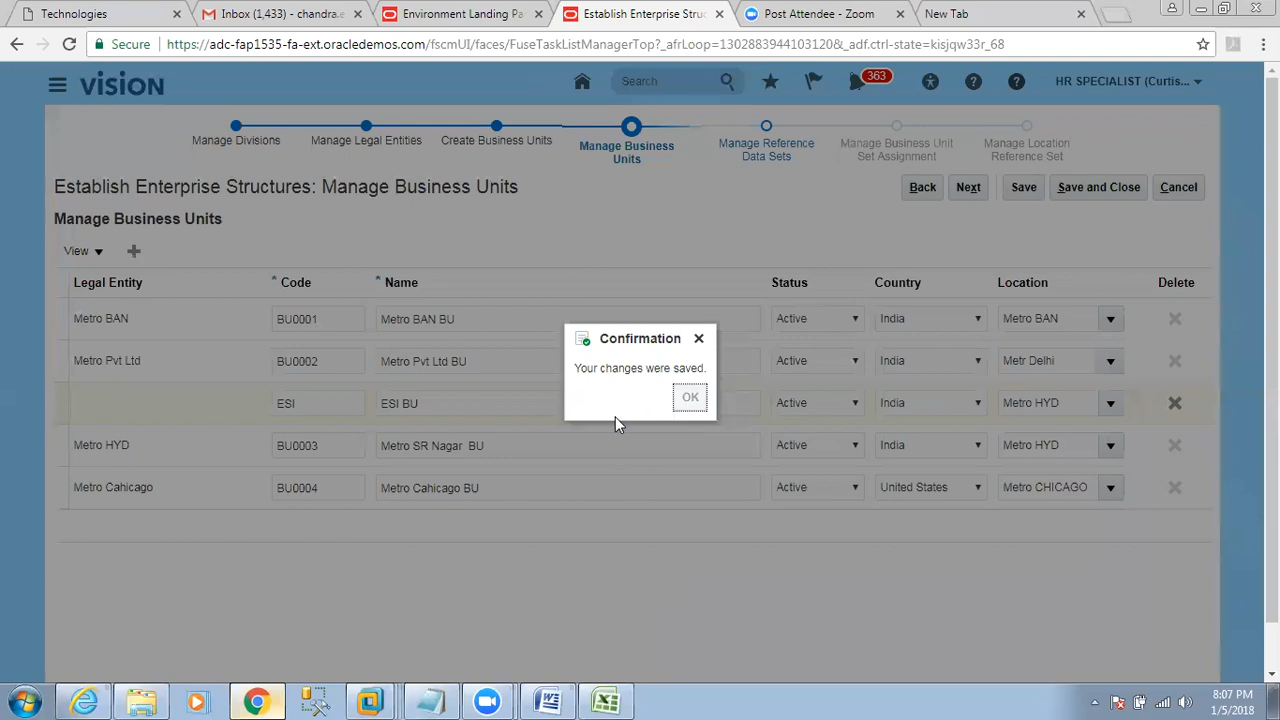 Technologies
Inbox (1,433) - chandra.e
Environment Landing Pa
Establish Enterprise Struc
Post Attendee - Zoom
New Tab
Secure https://adc-fap1535-fa-ext.oracledemos.com/fscmUI/faces/FuseTaskListManagerTop?_afrLoop=1302883944103120&_adf.ctrl-state=kisjqw33r_68
VISION
Search
363
HR SPECIALIST (Curtis...
Manage Divisions
Manage Legal Entities
Create Business Units
Manage Business Units
Manage Reference Data Sets
Manage Business Unit Set Assignment
Manage Location Reference Set
Establish Enterprise Structures: Manage Business Units
Back Next Save Save and Close Cancel
Manage Business Units
View
Legal Entity * Code * Name Status Country Location Delete
Metro BAN BU0001 Metro BAN BU Active India Metro BAN
Metro Pvt Ltd BU0002 Metro Pvt Ltd BU Active India Metr Delhi
ESI ESI BU Active India Metro HYD
Metro HYD BU0003 Metro SR Nagar BU Active India Metro HYD
Metro Cahicago BU0004 Metro Cahicago BU Active United States Metro CHICAGO
Confirmation
Your changes were saved.
OK
8:07 PM
1/5/2018